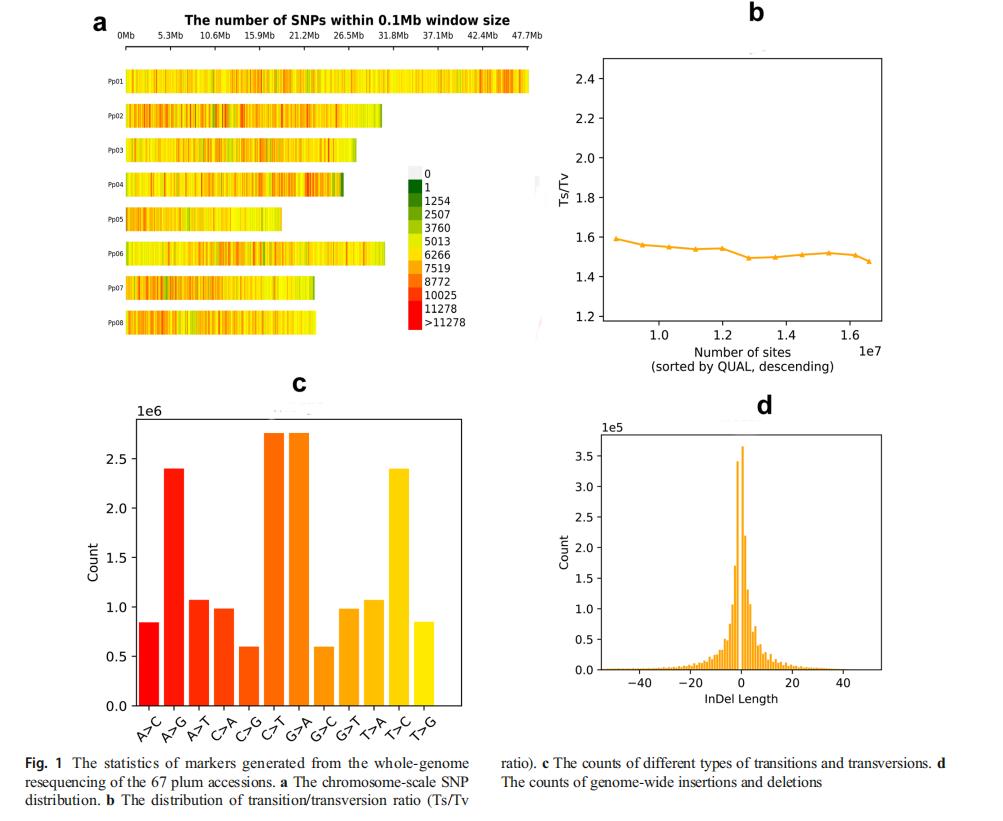 a
The number of SNPs within 0.1Mb window size
0Mb 5.3Mb 10.6Mb 15.9Mb 21.2Mb 26.5Mb 31.8Mb 37.1Mb 42.4Mb 47.7Mb
Pp01
Pp02
Pp03
Pp04
Pp05
Pp06
Pp07
Pp08
0
1
1254
2507
3760
5013
6266
7519
8772
10025
11278
>11278
b
2.4
2.2
2.0
1.8
1.6
1.4
1.2
Ts/Tv
1.0 1.2 1.4 1.6
1e7
Number of sites
(sorted by QUAL, descending)
c
1e6
2.5
2.0
1.5
1.0
0.5
0.0
Count
A>C A>G A>T C>A C>G C>T G>A G>C G>T T>A T>C T>G
d
1e5
3.5
3.0
2.5
2.0
1.5
1.0
0.5
0.0
Count
−40 −20 0 20 40
InDel Length
Fig. 1 The statistics of markers generated from the whole-genome
resequencing of the 67 plum accessions. a The chromosome-scale SNP
distribution. b The distribution of transition/transversion ratio (Ts/Tv
ratio). c The counts of different types of transitions and transversions. d
The counts of genome-wide insertions and deletions